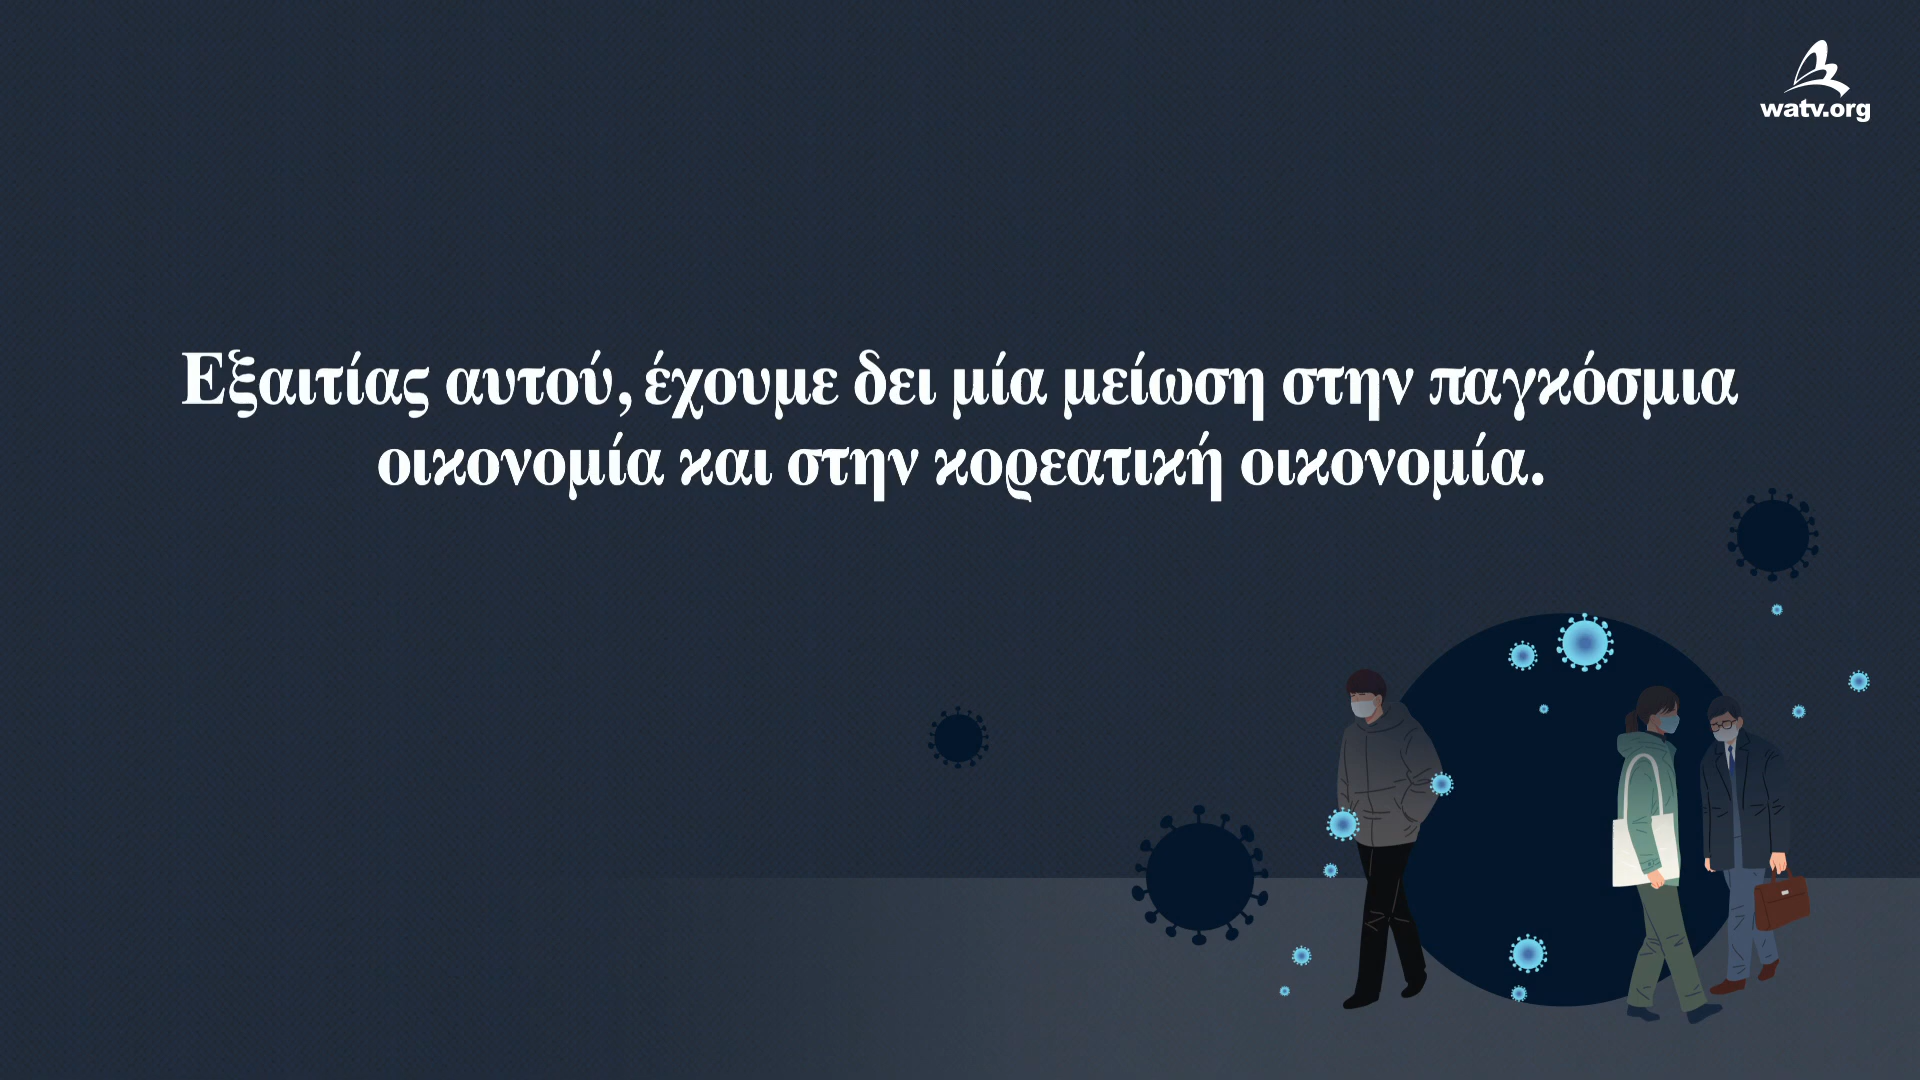 watv.org
Εξαιτίας αυτού, έχουμε δει μία μείωση στην παγκόσμια
οικονομία και στην κορεατική οικονομία.